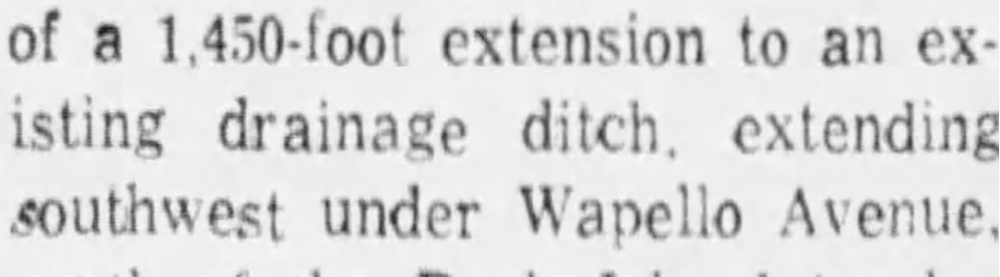 of a 1,450-foot extension to an ex-
isting drainage ditch, extending
southwest under Wapello Avenue,